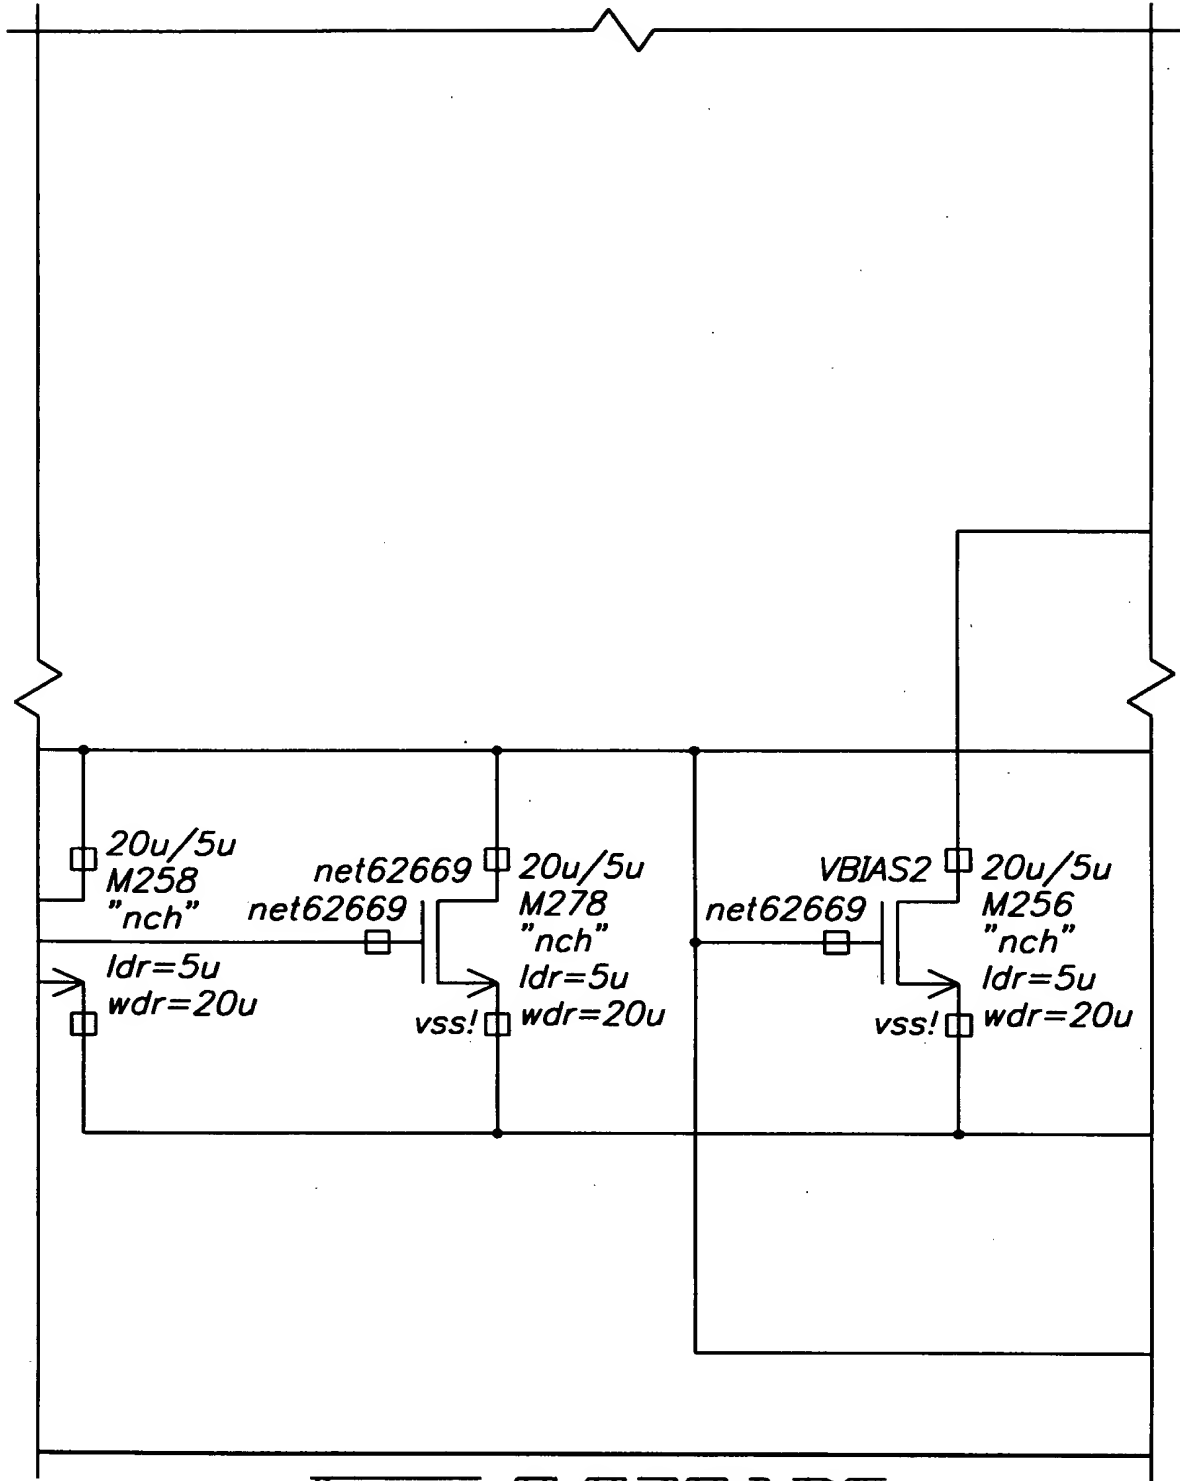 20u/5u
M258
"nch"
ldr=5u
wdr=20u
net62669
net62669
20u/5u
M278
"nch"
ldr=5u
wdr=20u
vss!
VBIAS2
net62669
20u/5u
M256
"nch"
ldr=5u
wdr=20u
vss!